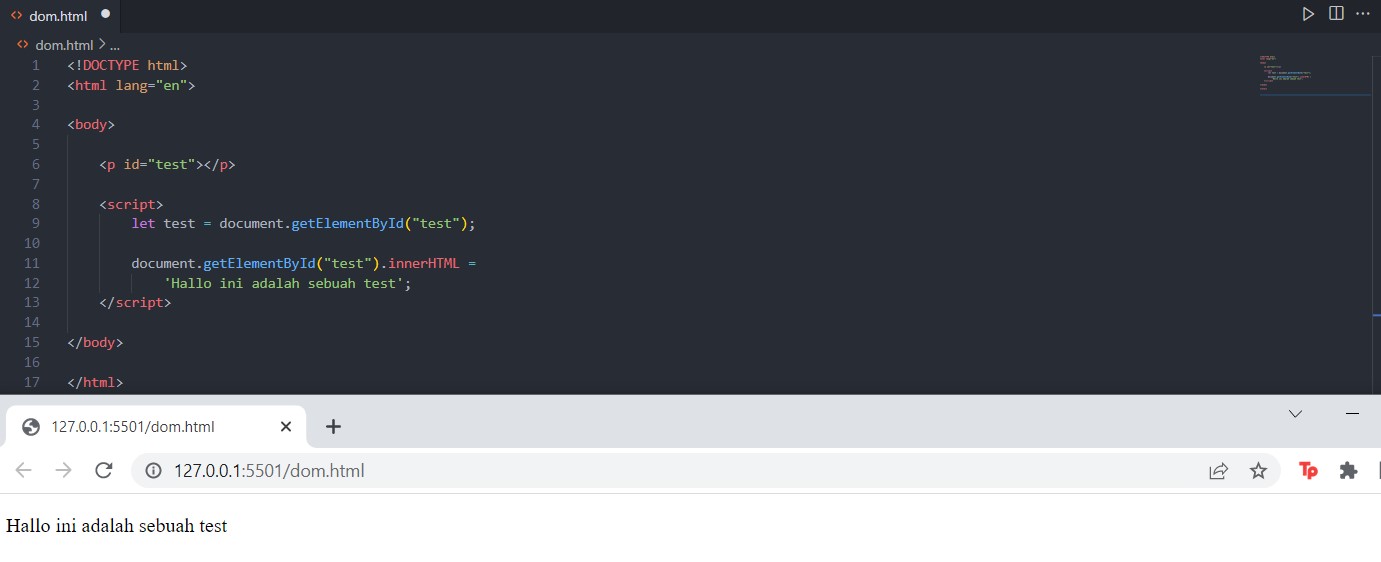 dom.html
dom.html > ...
1 <!DOCTYPE html>
2 <html lang="en">
3
4 <body>
5
6 <p id="test"></p>
7
8 <script>
9 let test = document.getElementById("test");
10
11 document.getElementById("test").innerHTML =
12 'Hallo ini adalah sebuah test';
13 </script>
14
15 </body>
16
17 </html>
127.0.0.1:5501/dom.html
127.0.0.1:5501/dom.html
Tp
Hallo ini adalah sebuah test